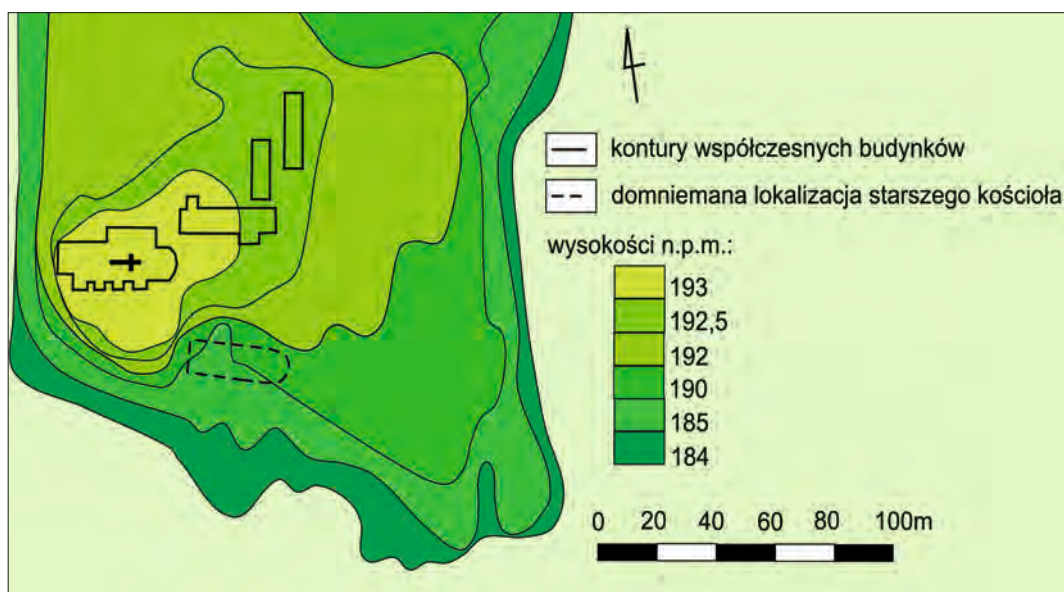 kontury współczesnych budynków
domniemana lokalizacja starszego kościoła
wysokości n.p.m.:
193
192,5
192
190
185
184
0 20 40 60 80 100m